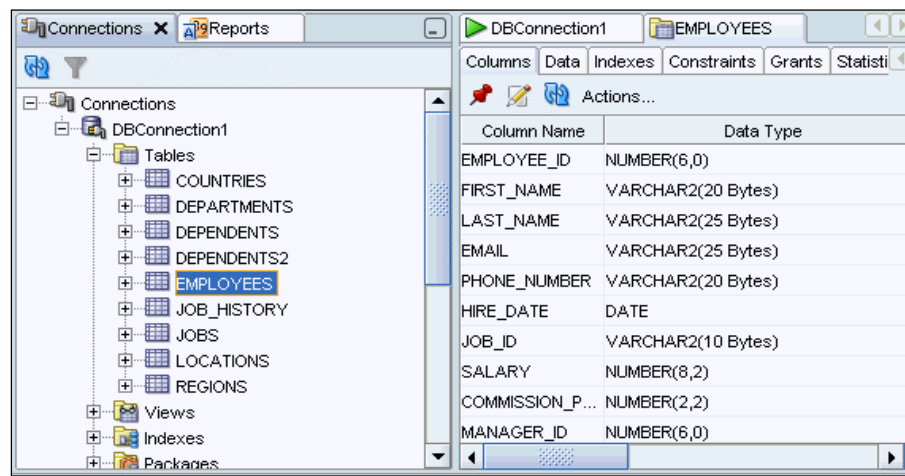 Connections
Reports
Connections
DBConnection1
Tables
COUNTRIES
DEPARTMENTS
DEPENDENTS
DEPENDENTS2
EMPLOYEES
JOB_HISTORY
JOBS
LOCATIONS
REGIONS
Views
Indexes
Packages
DBConnection1
EMPLOYEES
Columns Data Indexes Constraints Grants Statisti
Actions...
Column Name Data Type
EMPLOYEE_ID NUMBER(6,0)
FIRST_NAME VARCHAR2(20 Bytes)
LAST_NAME VARCHAR2(25 Bytes)
EMAIL VARCHAR2(25 Bytes)
PHONE_NUMBER VARCHAR2(20 Bytes)
HIRE_DATE DATE
JOB_ID VARCHAR2(10 Bytes)
SALARY NUMBER(8,2)
COMMISSION_P... NUMBER(2,2)
MANAGER_ID NUMBER(6,0)